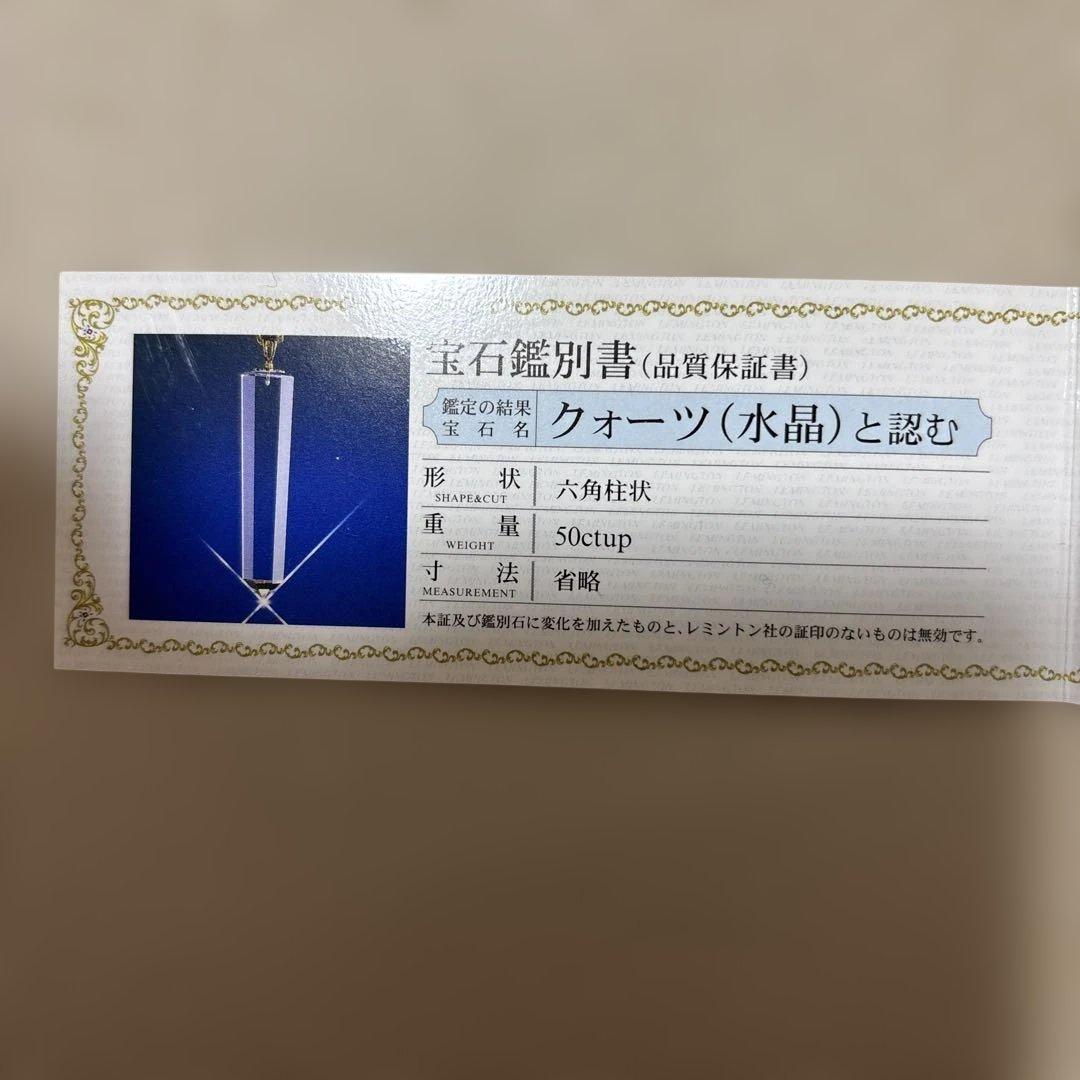 宝石鑑別書(品質保証書)
鑑定の結果
宝石名
クォーツ(水晶)と認む
形状
SHAPE&CUT
六角柱状
重量
WEIGHT
50ctup
寸法
MEASUREMENT
省略
本証及び鑑別石に変化を加えたものと、レミントン社の証印のないものは無効です。